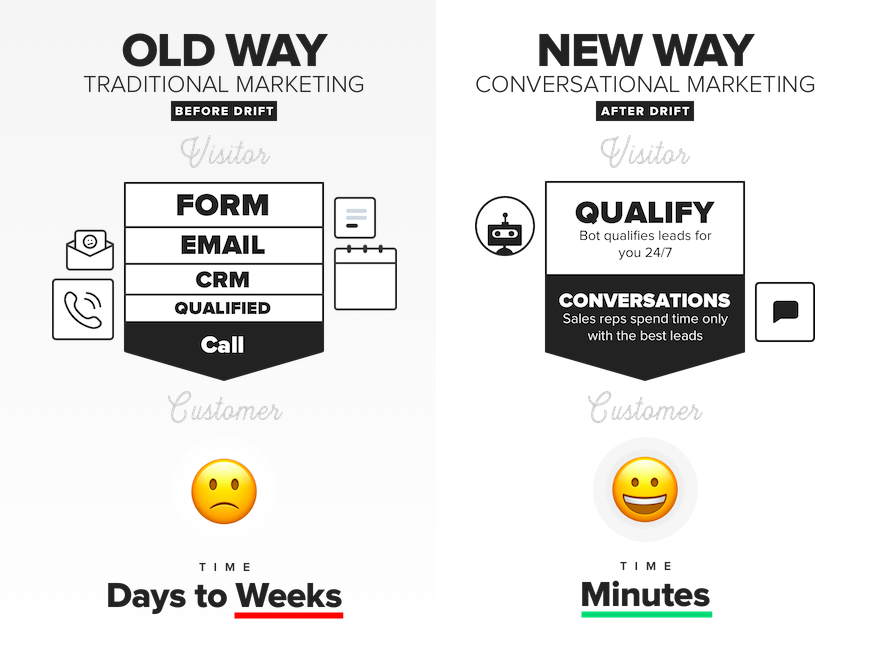 OLD WAY
TRADITIONAL MARKETING
BEFORE DRIFT
Visitor
FORM
EMAIL
CRM
QUALIFIED
Call
Customer
TIME
Days to Weeks
NEW WAY
CONVERSATIONAL MARKETING
AFTER DRIFT
Visitor
QUALIFY
Bot qualifies leads for
you 24/7
CONVERSATIONS
Sales reps spend time only
with the best leads
Customer
TIME
Minutes